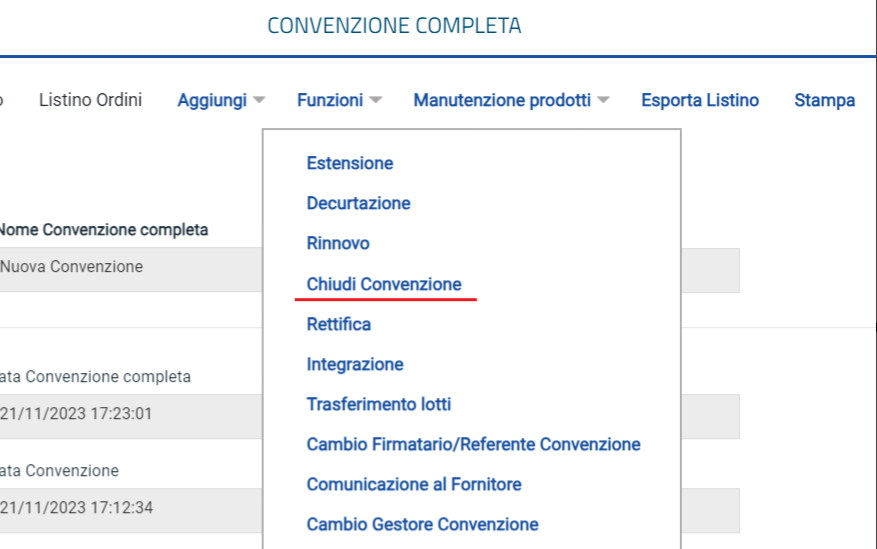 CONVENZIONE COMPLETA
Listino Ordini Aggiungi Funzioni Manutenzione prodotti Esporta Listino Stampa
Estensione
Decurtazione
Nome Convenzione completa
Rinnovo
Nuova Convenzione
Chiudi Convenzione
Rettifica
Integrazione
ata Convenzione completa
Trasferimento lotti
21/11/2023 17:23:01
Cambio Firmatario/Referente Convenzione
ata Convenzione
Comunicazione al Fornitore
21/11/2023 17:12:34
Cambio Gestore Convenzione